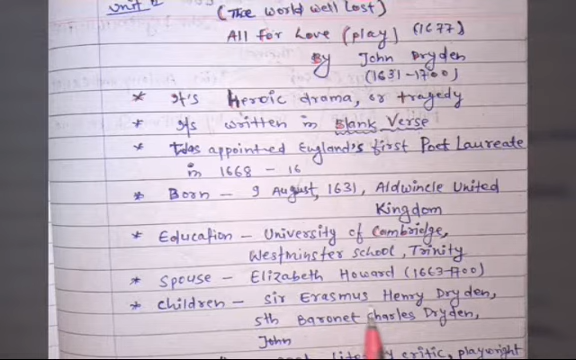 Unit
(The World Well Lost)
All for Love (play) (1677)
By John Dryden
(1631-1700)
* It's Heroic drama, or tragedy
* It's written in Blank Verse
* Was appointed England's first Poet Laureate
in 1668 - 16
* Born - 9 August, 1631, Aldwincle United
Kingdom
* Education - University of Cambridge,
Westminster school, Trinity
* Spouse - Elizabeth Howard (1663-1700)
* Children - Sir Erasmus Henry Dryden,
5th Baronet Charles Dryden,
John
critic, playwright